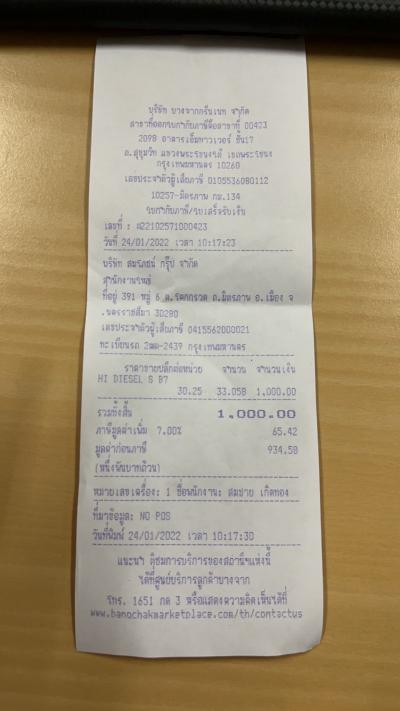 บริษัท บางจากกรีนเนท จำกัด
สาขาที่ออกใบกำกับภาษีคือสาขาที่ 00423
2098 อาคารเอ็มทาวเวอร์ ชั้น17
ถ.สุขุมวิท แขวงพระโขนงใต้ เขตพระโขนง
กรุงเทพมหานคร 10260
เลขประจำตัวผู้เสียภาษี 0105536080112
10257-มิตรภาพ กม.134
ใบกำกับภาษี/ใบเสร็จรับเงิน
เลขที่ : #22102571000423
วันที่ 24/01/2022 เวลา 10:17:23
บริษัท กรุ๊ป จำกัด
สำนักงานใหญ่
ที่อยู่ 391 หมู่ 6 ต.โคกกรวด ถ.มิตรภาพ อ.เมือง จ
.นครราชสีมา 30280
เลขประจำตัวผู้เสียภาษี 0415562000021
ทะเบียนรถ -2439 กรุงเทพมหานคร
ราคาขายปลีกต่อหน่วย จำนวน จำนวนเงิน
HI DIESEL S B7
30.25 33.058 1,000.00
รวมทั้งสิ้น 1,000.00
ภาษีมูลค่าเพิ่ม 7.00% 65.42
มูลค่าก่อนภาษี 934.58
(หนึ่งพันบาทถ้วน)
หมายเลขเครื่อง: 1 ชื่อพนักงาน: สมชาย เกิดทอง
ที่มาข้อมูล: NO POS
วันที่พิมพ์ 24/01/2022 เวลา 10:17:30
แนะนำ ติชมการบริการของสถานีฯแห่งนี้
ได้ที่ศูนย์บริการลูกค้าบางจาก
โทร. 1651 กด 3 หรือแสดงความคิดเห็นได้ที่
www.bangchakmarketplace.com/th/contactus